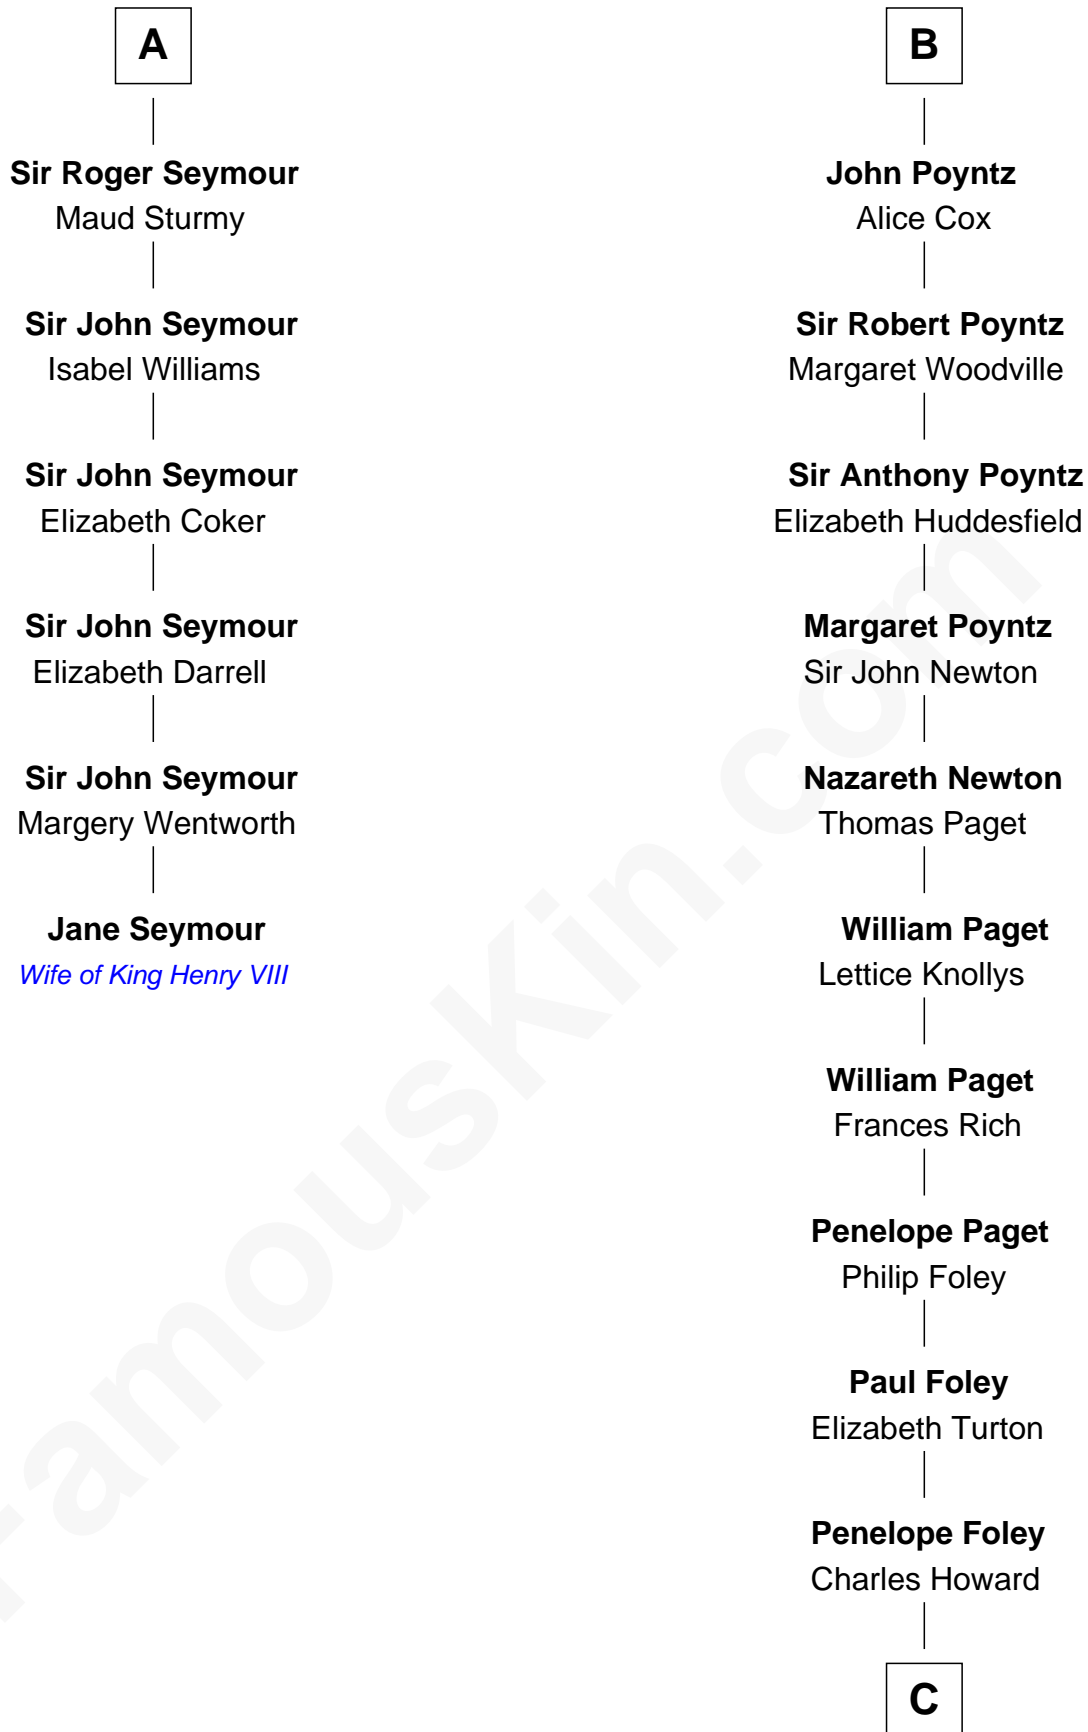 A
Sir Roger Seymour
Maud Sturmy
Sir John Seymour
Isabel Williams
Sir John Seymour
Elizabeth Coker
Sir John Seymour
Elizabeth Darrell
Sir John Seymour
Margery Wentworth
Jane Seymour
Wife of King Henry VIII
B
John Poyntz
Alice Cox
Sir Robert Poyntz
Margaret Woodville
Sir Anthony Poyntz
Elizabeth Huddesfield
Margaret Poyntz
Sir John Newton
Nazareth Newton
Thomas Paget
William Paget
Lettice Knollys
William Paget
Frances Rich
Penelope Paget
Philip Foley
Paul Foley
Elizabeth Turton
Penelope Foley
Charles Howard
C
FamousKin.com